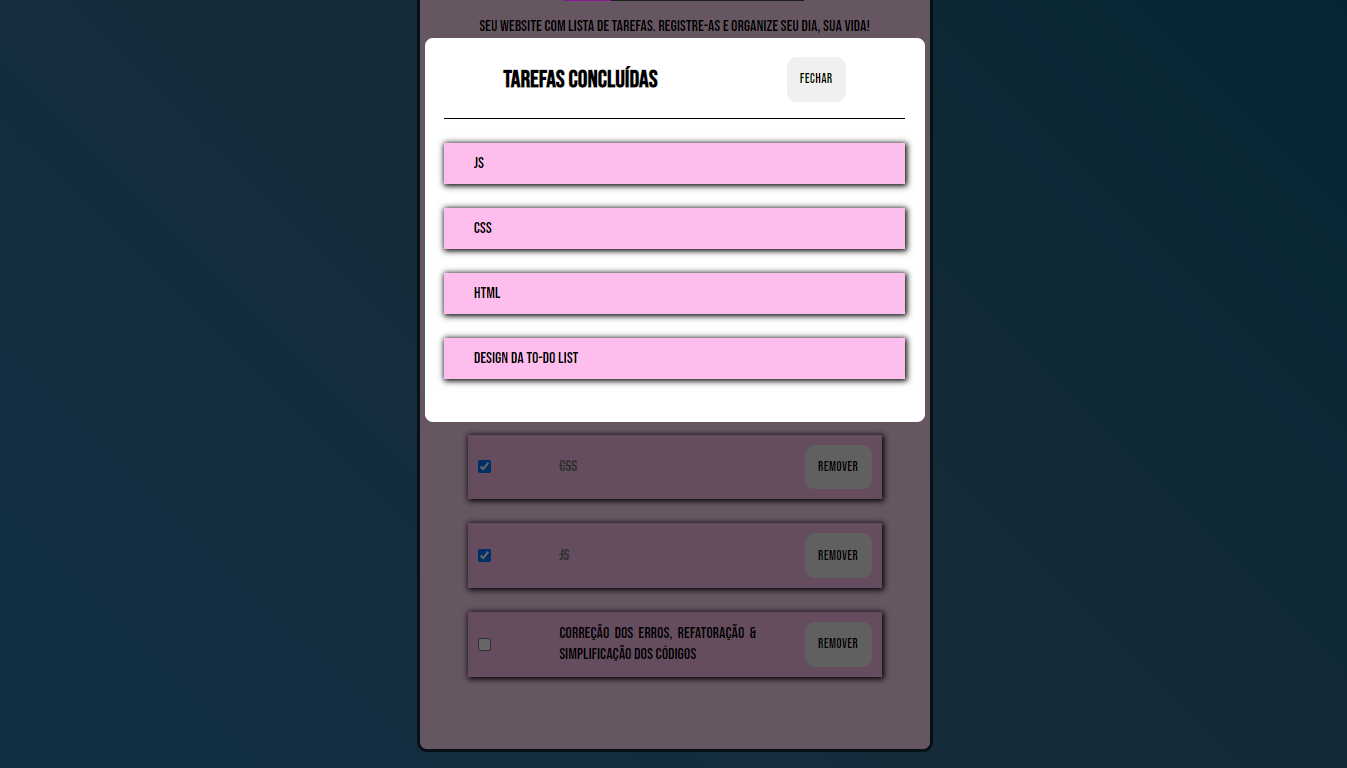 SEU WEBSITE COM LISTA DE TAREFAS. REGISTRE-AS E ORGANIZE SEU DIA, SUA VIDA!
TAREFAS CONCLUÍDAS
FECHAR
JS
CSS
HTML
DESIGN DA TO-DO LIST
CSS
REMOVER
JS
REMOVER
CORREÇÃO DOS ERROS, REFATORAÇÃO &
SIMPLIFICAÇÃO DOS CÓDIGOS
REMOVER